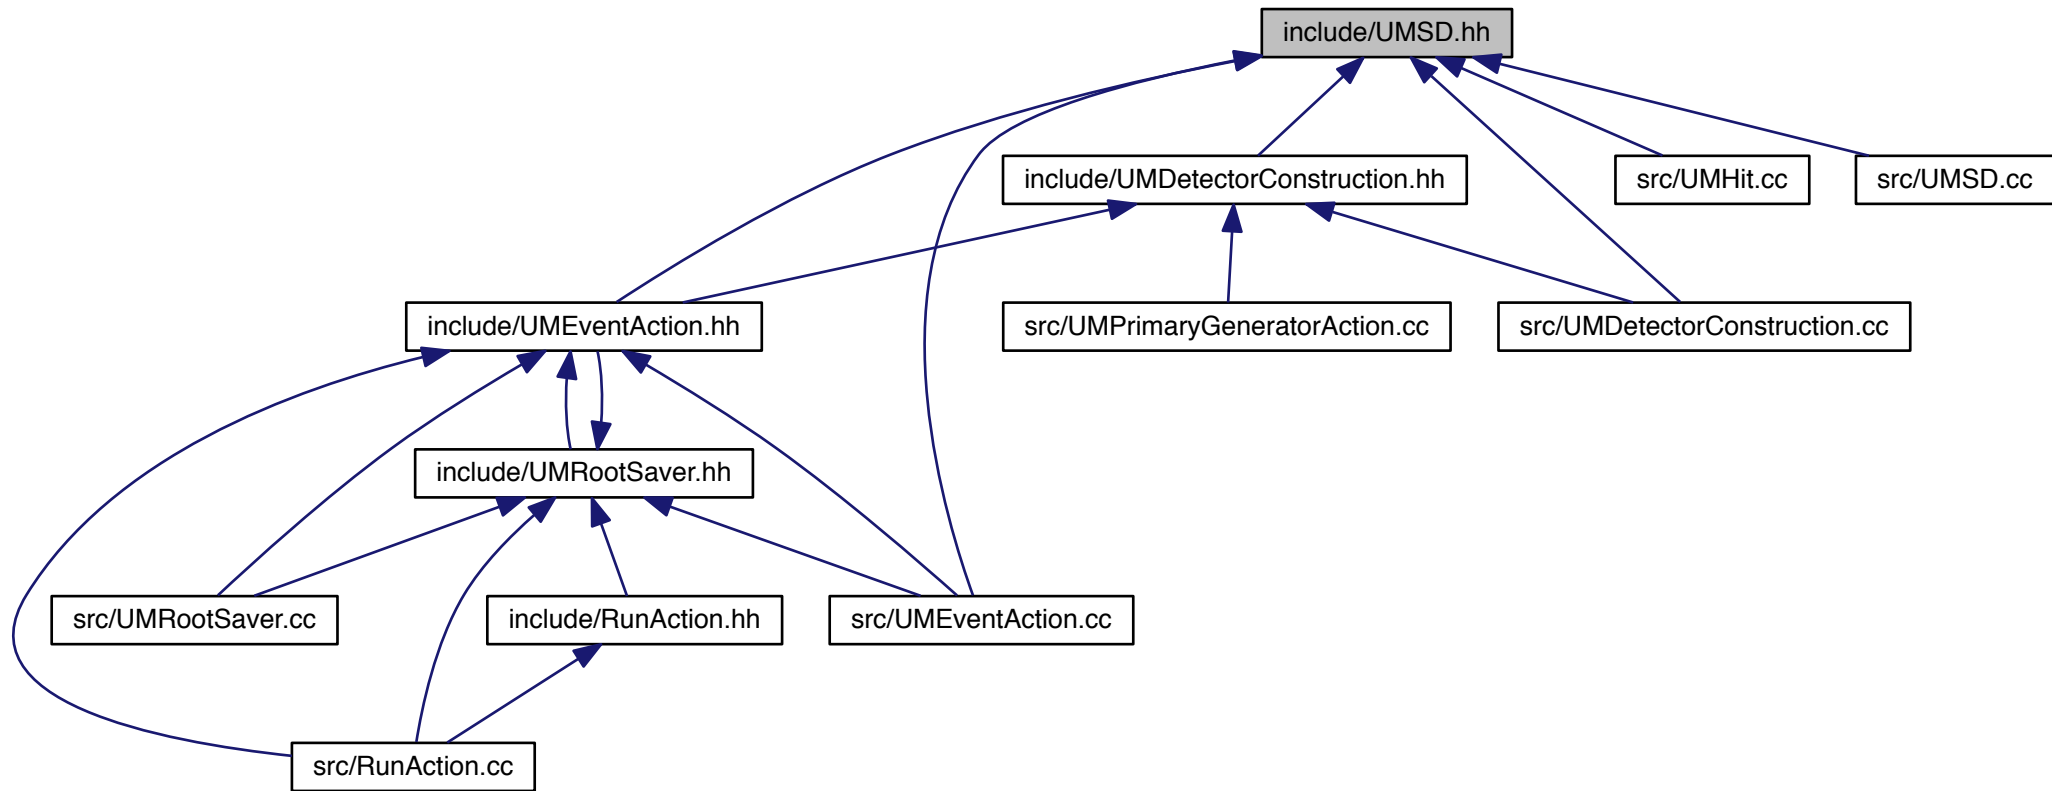 include/UMSD.hh
include/UMDetectorConstruction.hh
src/UMHit.cc
src/UMSD.cc
include/UMEventAction.hh
src/UMPrimaryGeneratorAction.cc
src/UMDetectorConstruction.cc
include/UMRootSaver.hh
src/UMRootSaver.cc
include/RunAction.hh
src/UMEventAction.cc
src/RunAction.cc